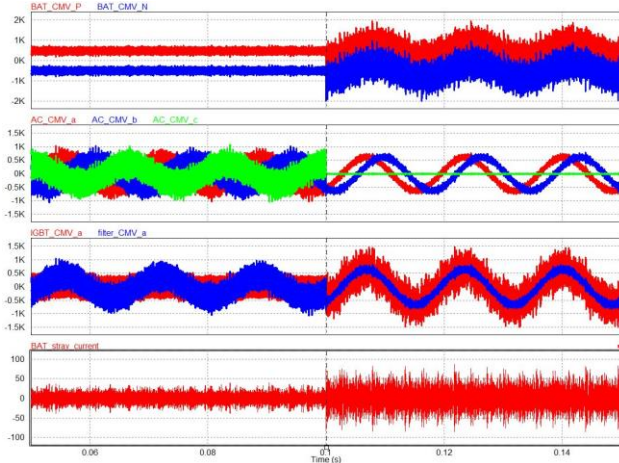 BAT_CMV_P BAT_CMV_N
2K
1K
0K
-1K
-2K
AC_CMV_a AC_CMV_b AC_CMV_c
1.5K
1K
0.5K
0K
-0.5K
-1K
-1.5K
IGBT_CMV_a filter_CMV_a
1.5K
1K
0.5K
0K
-0.5K
-1K
-1.5K
BAT_stray_current
100
50
0
-50
-100
0.06 0.08 0.1 0.12 0.14
Time (s)